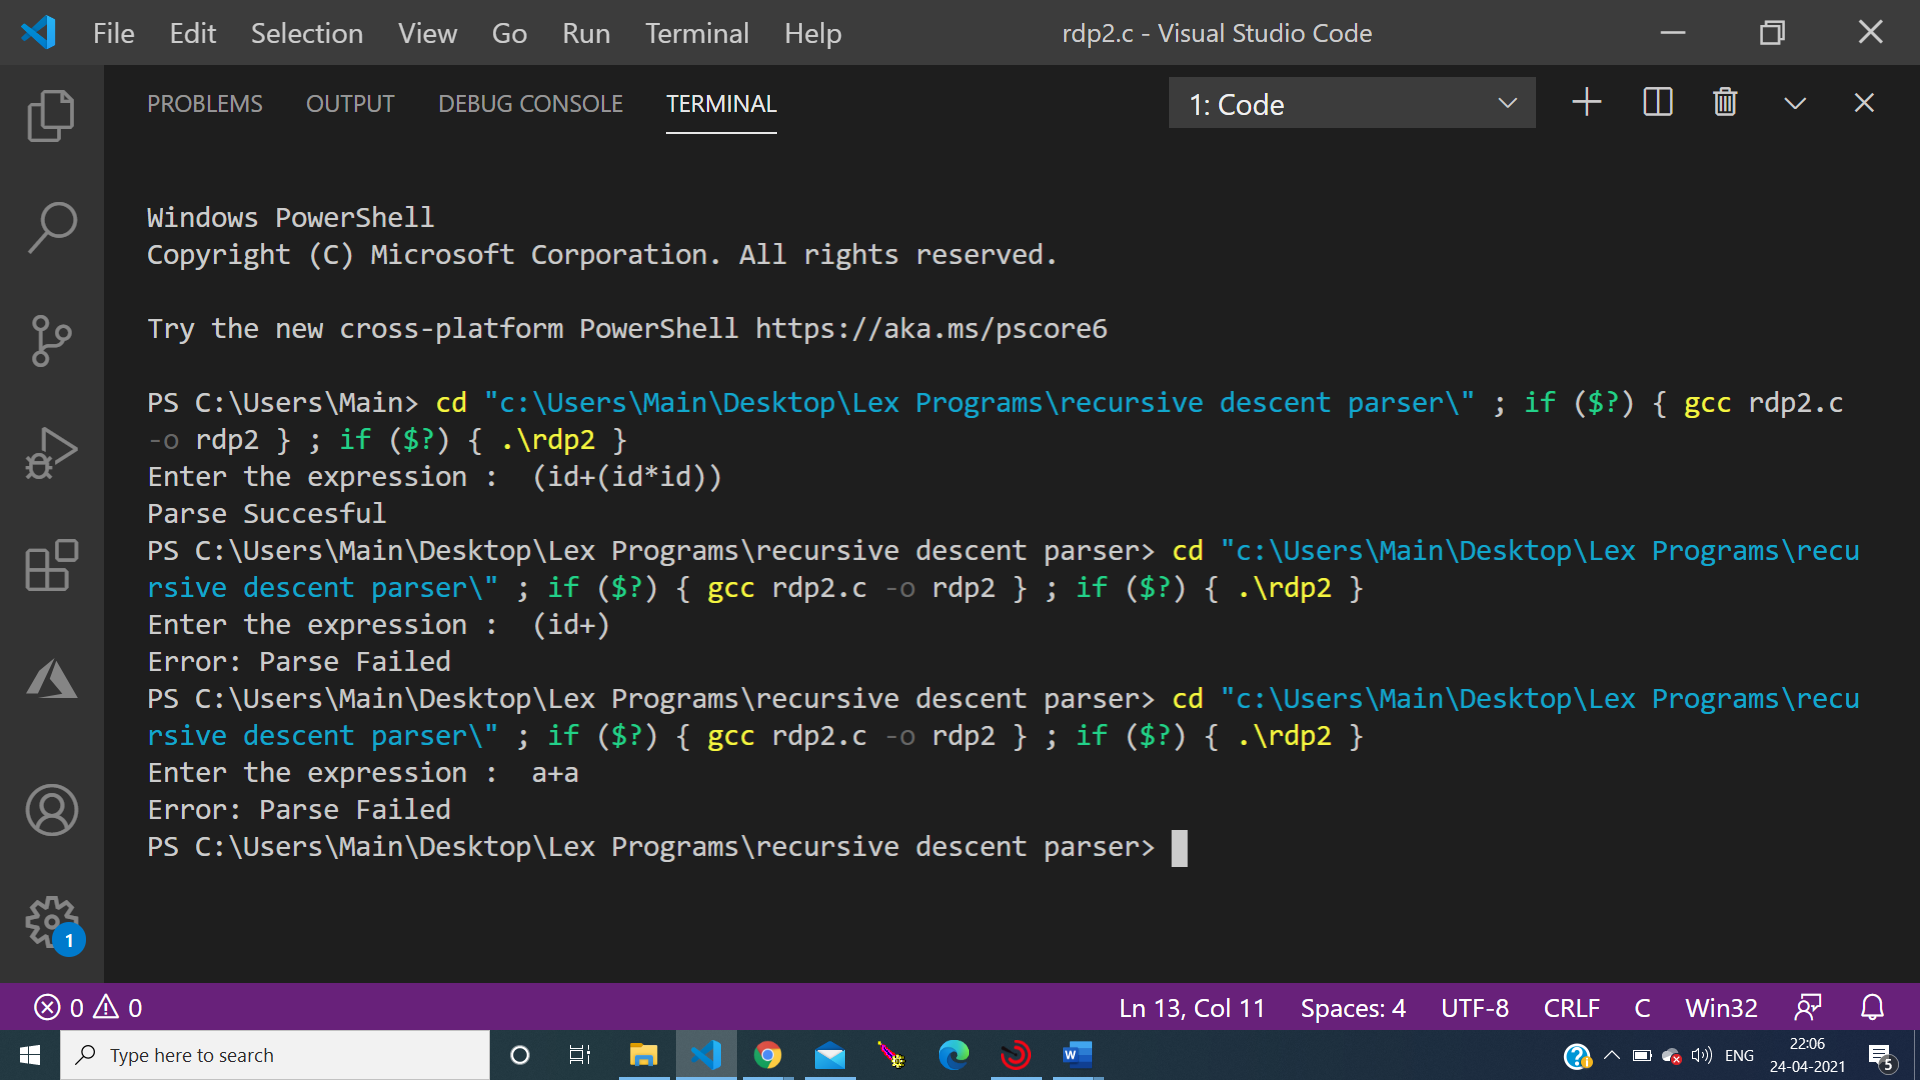 File Edit Selection View Go Run Terminal Help rdp2.c - Visual Studio Code
PROBLEMS OUTPUT DEBUG CONSOLE TERMINAL 1: Code
Windows PowerShell
Copyright (C) Microsoft Corporation. All rights reserved.
Try the new cross-platform PowerShell https://aka.ms/pscore6
PS C:\Users\Main> cd "c:\Users\Main\Desktop\Lex Programs\recursive descent parser\" ; if ($?) { gcc rdp2.c
-o rdp2 } ; if ($?) { .\rdp2 }
Enter the expression :  (id+(id*id))
Parse Succesful
PS C:\Users\Main\Desktop\Lex Programs\recursive descent parser> cd "c:\Users\Main\Desktop\Lex Programs\recu
rsive descent parser\" ; if ($?) { gcc rdp2.c -o rdp2 } ; if ($?) { .\rdp2 }
Enter the expression :  (id+)
Error: Parse Failed
PS C:\Users\Main\Desktop\Lex Programs\recursive descent parser> cd "c:\Users\Main\Desktop\Lex Programs\recu
rsive descent parser\" ; if ($?) { gcc rdp2.c -o rdp2 } ; if ($?) { .\rdp2 }
Enter the expression :  a+a
Error: Parse Failed
PS C:\Users\Main\Desktop\Lex Programs\recursive descent parser>
1
0 0 Ln 13, Col 11 Spaces: 4 UTF-8 CRLF C Win32
Type here to search ENG 22:06
24-04-2021 5